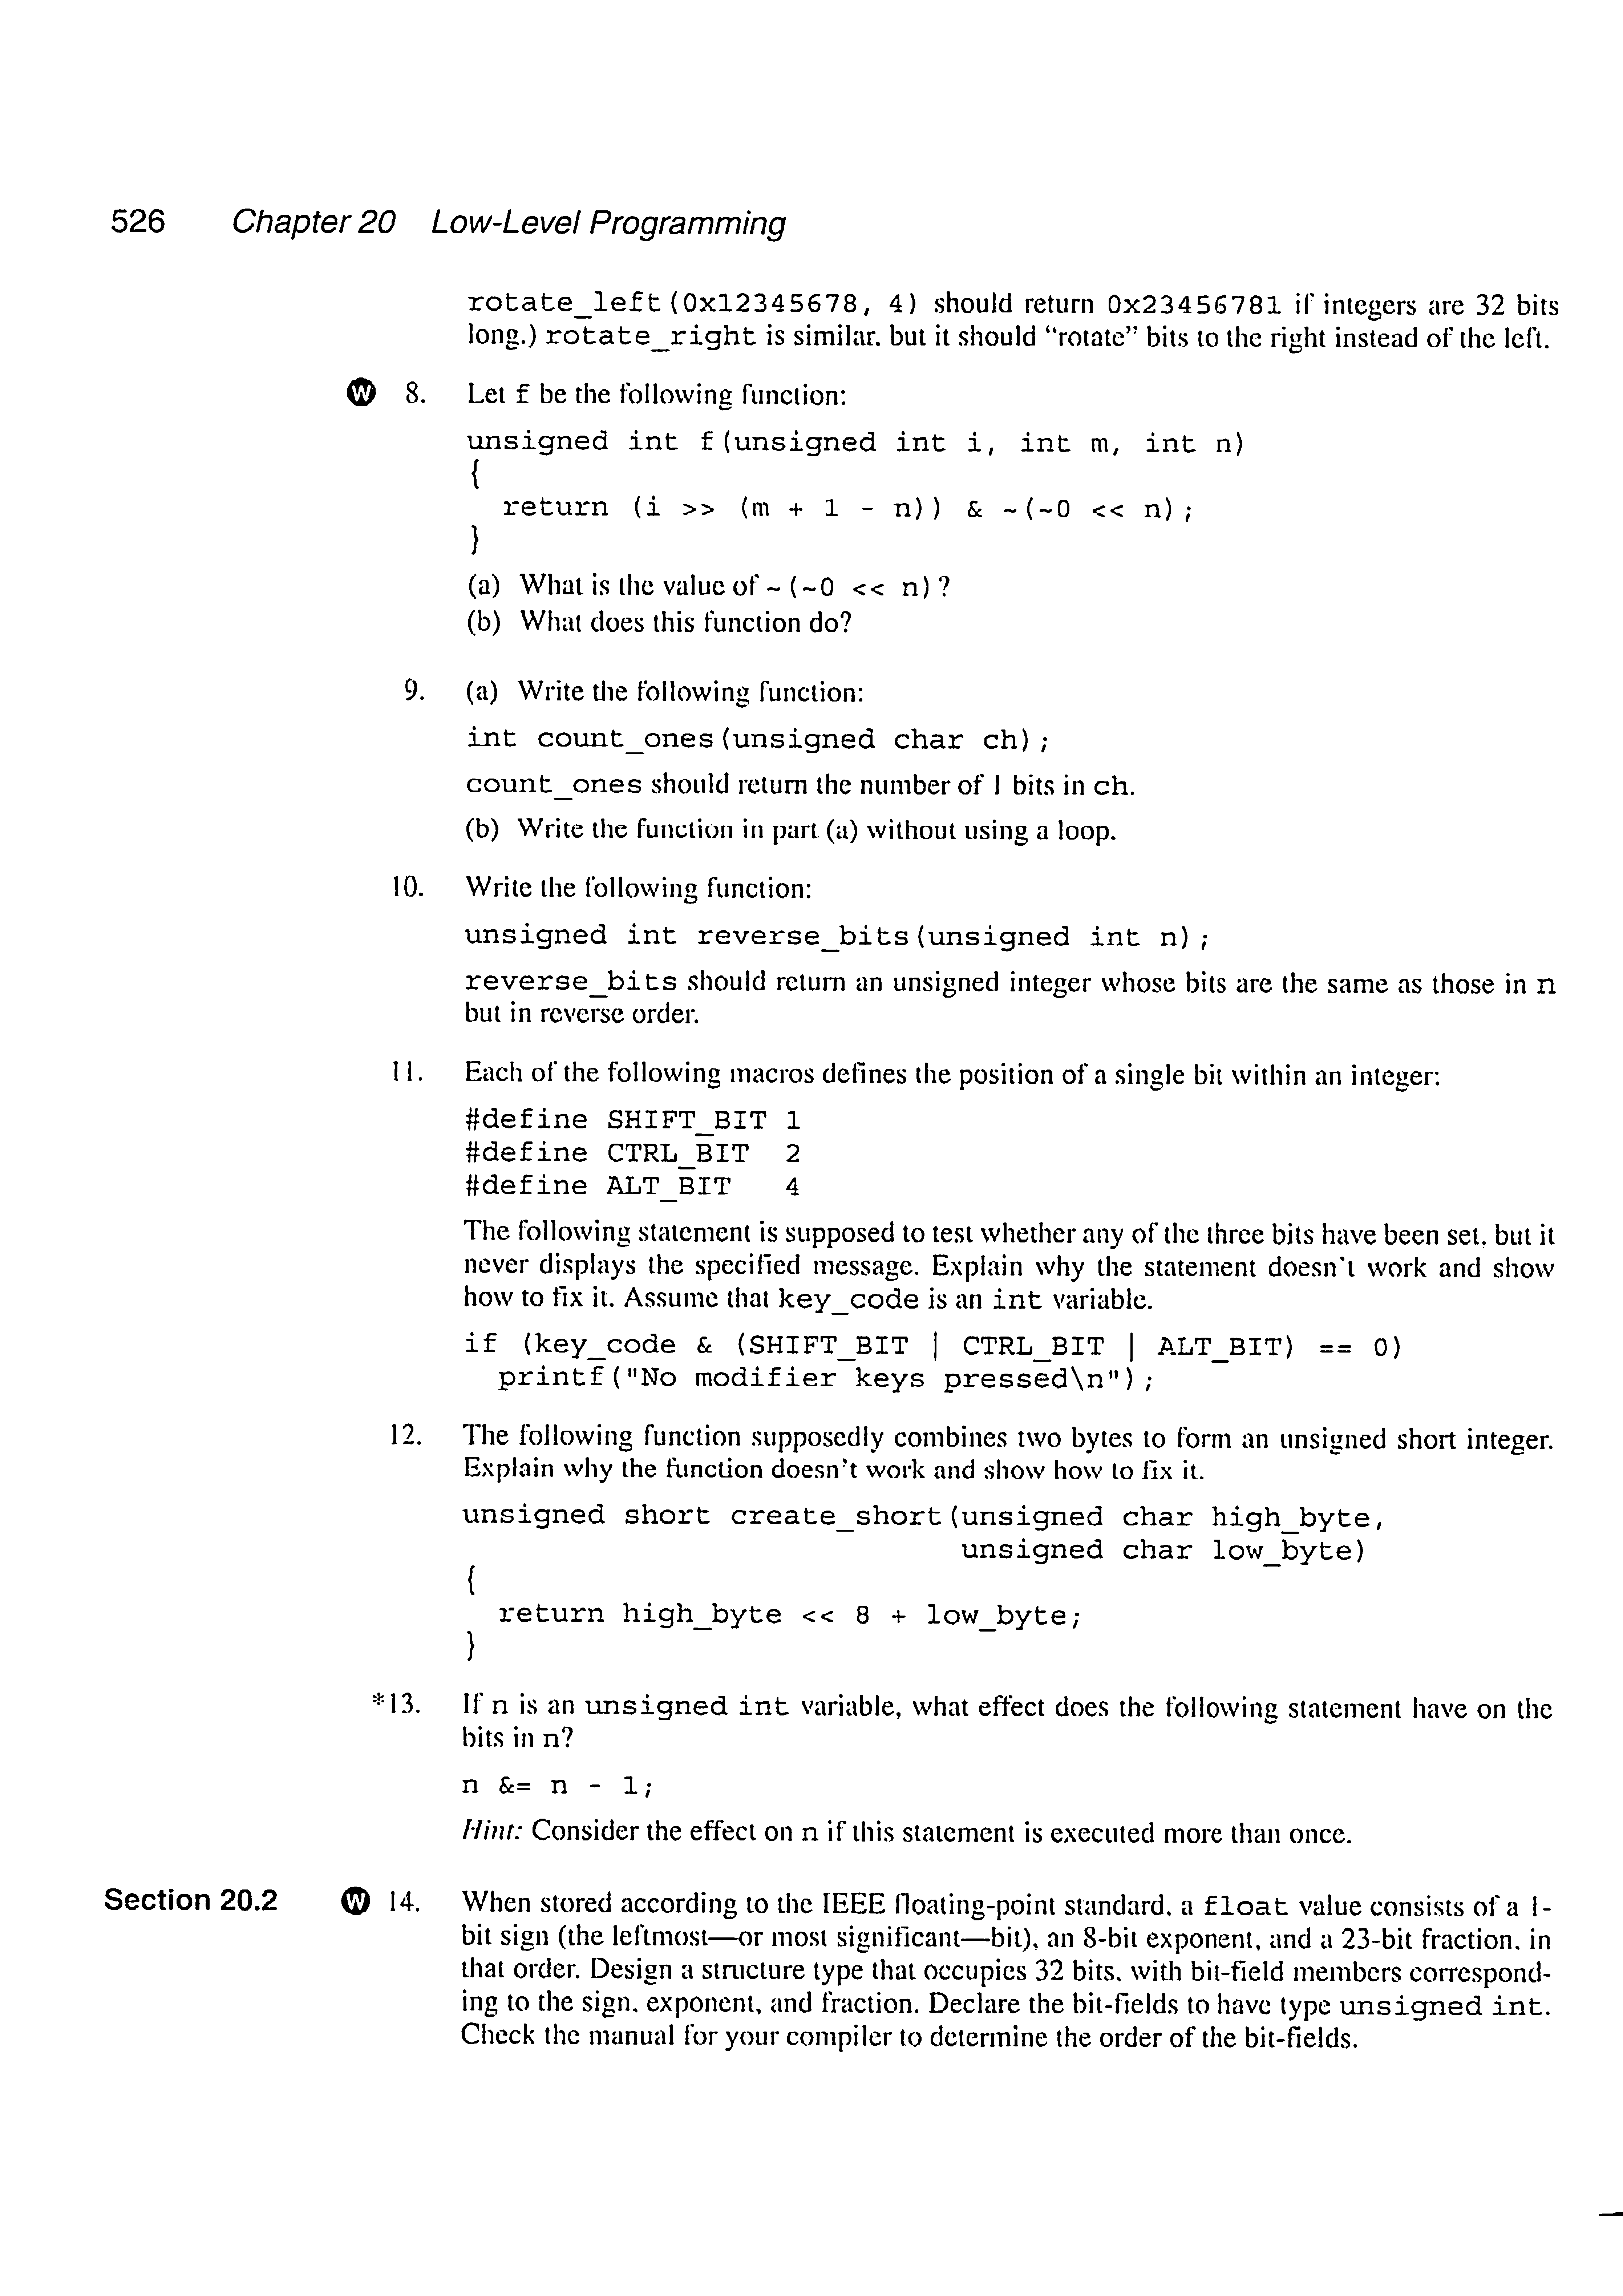 526 Chapter 20 Low-Level Programming
rotate_left(0x12345678, 4) should return 0x23456781 if integers are 32 bits
long.) rotate_right is similar. but it should “rotate” bits to the right instead of the left.
W 8. Let f be the following function:
unsigned int f(unsigned int i, int m, int n)
{
return (i >> (m + 1 - n)) & ~(~0 << n);
}
(a) What is the value of ~(~0 << n)?
(b) What does this function do?
9. (a) Write the following function:
int count_ones(unsigned char ch);
count_ones should return the number of 1 bits in ch.
(b) Write the function in part (a) without using a loop.
10. Write the following function:
unsigned int reverse_bits(unsigned int n);
reverse_bits should return an unsigned integer whose bits are the same as those in n
but in reverse order.
11. Each of the following macros defines the position of a single bit within an integer:
#define SHIFT_BIT 1
#define CTRL_BIT 2
#define ALT_BIT 4
The following statement is supposed to test whether any of the three bits have been set, but it
never displays the specified message. Explain why the statement doesn't work and show
how to fix it. Assume that key_code is an int variable.
if (key_code & (SHIFT_BIT | CTRL_BIT | ALT_BIT) == 0)
printf("No modifier keys pressed\n");
12. The following function supposedly combines two bytes to form an unsigned short integer.
Explain why the function doesn't work and show how to fix it.
unsigned short create_short(unsigned char high_byte,
unsigned char low_byte)
{
return high_byte << 8 + low_byte;
}
*13. If n is an unsigned int variable, what effect does the following statement have on the
bits in n?
n &= n - 1;
Hint: Consider the effect on n if this statement is executed more than once.
Section 20.2 W 14. When stored according to the IEEE floating-point standard, a float value consists of a 1-
bit sign (the leftmost—or most significant—bit), an 8-bit exponent, and a 23-bit fraction, in
that order. Design a structure type that occupies 32 bits, with bit-field members correspond-
ing to the sign, exponent, and fraction. Declare the bit-fields to have type unsigned int.
Check the manual for your compiler to determine the order of the bit-fields.